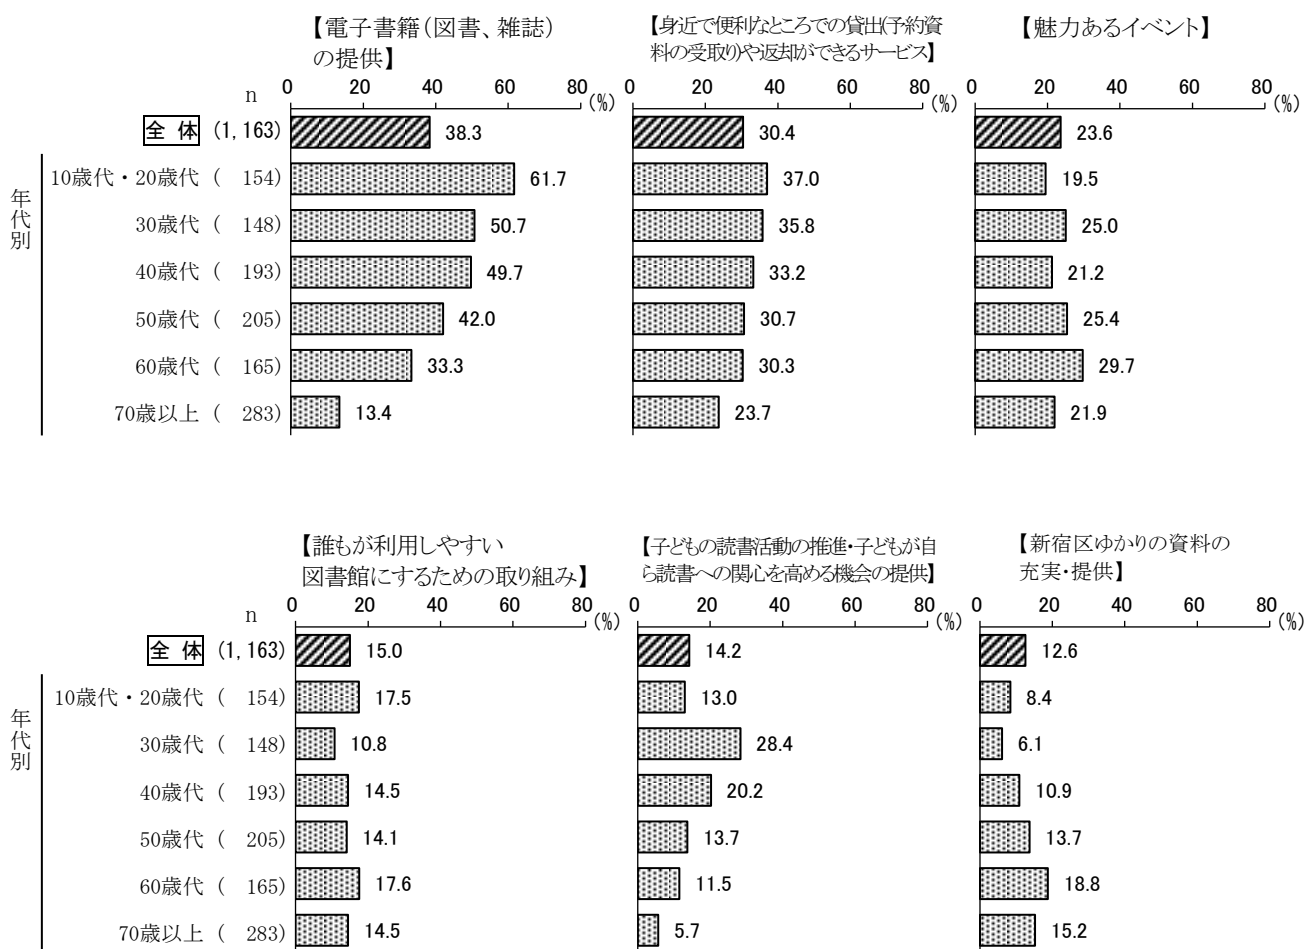 【電子書籍（図書、雑誌）
の提供】
【身近で便利なところでの貸出(予約資
料の受取り)や返却ができるサービス】
【魅力あるイベント】
n 0 20 40 60 80 (%) 0 20 40 60 80 (%) 0 20 40 60 80 (%)
全 体 (1,163) 38.3 30.4 23.6
年代別
10歳代・20歳代 ( 154) 61.7 37.0 19.5
30歳代 ( 148) 50.7 35.8 25.0
40歳代 ( 193) 49.7 33.2 21.2
50歳代 ( 205) 42.0 30.7 25.4
60歳代 ( 165) 33.3 30.3 29.7
70歳以上 ( 283) 13.4 23.7 21.9
【誰もが利用しやすい
図書館にするための取り組み】
【子どもの読書活動の推進・子どもが自
ら読書への関心を高める機会の提供】
【新宿区ゆかりの資料の
充実・提供】
n 0 20 40 60 80 (%) 0 20 40 60 80 (%) 0 20 40 60 80 (%)
全 体 (1,163) 15.0 14.2 12.6
年代別
10歳代・20歳代 ( 154) 17.5 13.0 8.4
30歳代 ( 148) 10.8 28.4 6.1
40歳代 ( 193) 14.5 20.2 10.9
50歳代 ( 205) 14.1 13.7 13.7
60歳代 ( 165) 17.6 11.5 18.8
70歳以上 ( 283) 14.5 5.7 15.2